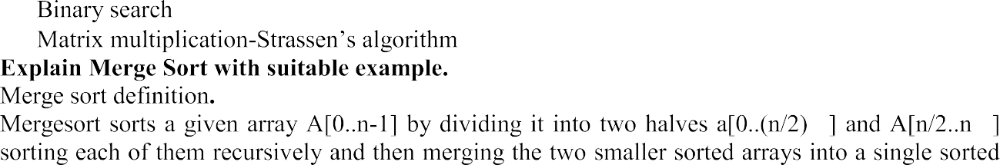 Binary search
Matrix multiplication-Strassen's algorithm
Explain Merge Sort with suitable example.
Merge sort definition.
Mergesort sorts a given array A[0..n-1] by dividing it into two halves a[0..(n/2) ] and A[n/2..n ]
sorting each of them recursively and then merging the two smaller sorted arrays into a single sorted